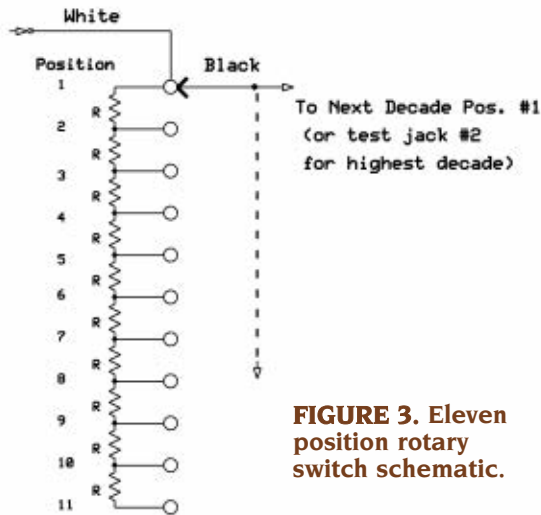 White
Position
Black
1
R
2
R
3
R
4
R
5
R
6
R
7
R
8
R
9
R
10
R
11
To Next Decade Pos. #1
(or test jack #2
for highest decade)
FIGURE 3. Eleven
position rotary
switch schematic.